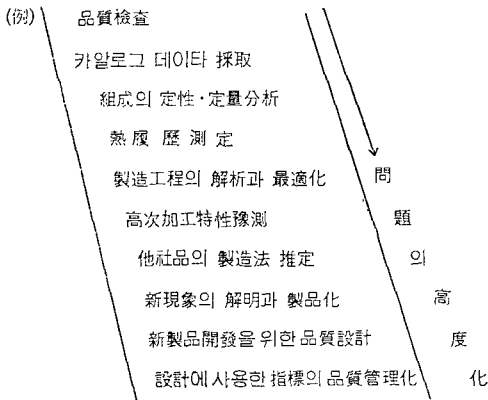 (例) 品質檢査
카알로그 데이타 採取
組成의 定性·定量分析
熱履歷測定
製造工程의 解析과 最適化
高次加工特性豫測
他社品의 製造法 推定
新現象의 解明과 製品化
新製品開發을 위한 品質設計
設計에 사용한 指標의 品質管理化
問題의 高度化